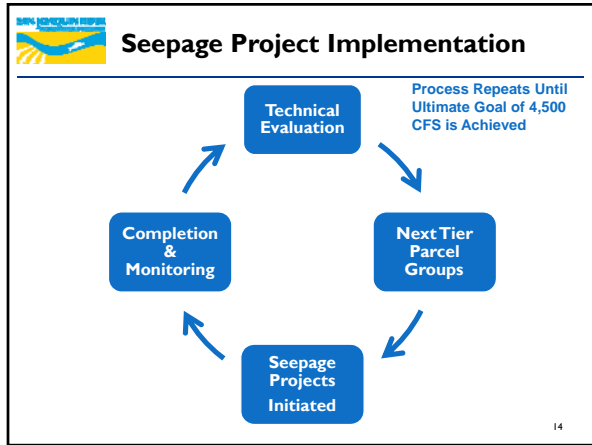 Seepage Project Implementation
Process Repeats Until
Ultimate Goal of 4,500
CFS is Achieved
Technical
Evaluation
Next Tier
Parcel
Groups
Seepage
Projects
Initiated
Completion
&
Monitoring
14